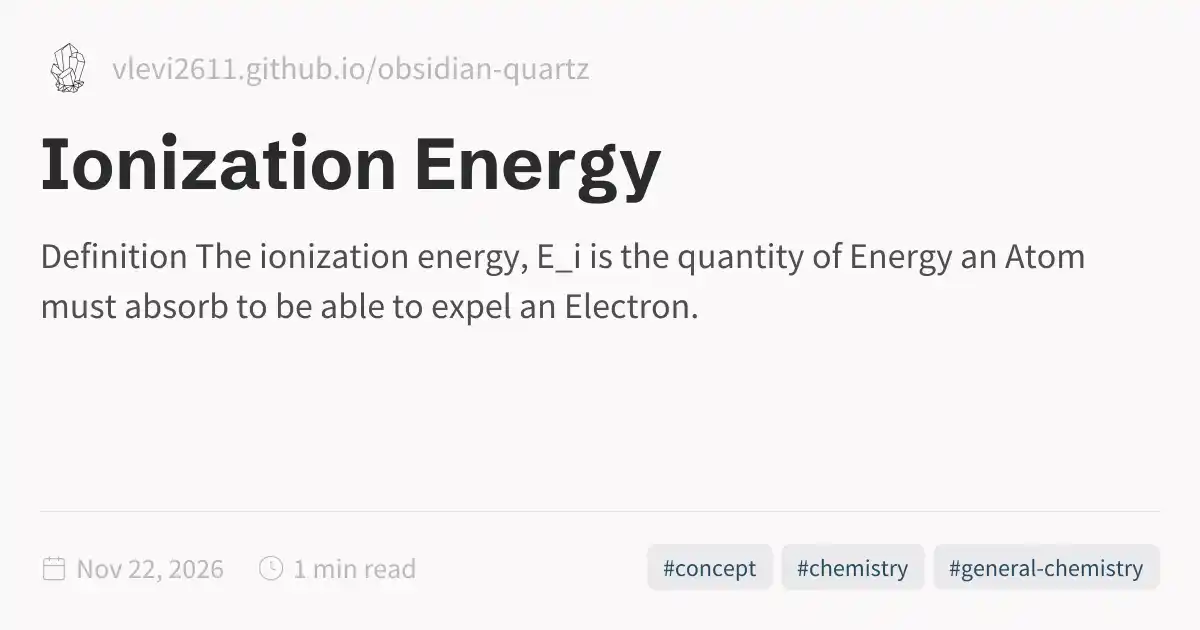 vlevi2611.github.io/obsidian-quartz
Ionization Energy
Definition The ionization energy, E_i is the quantity of Energy an Atom
must absorb to be able to expel an Electron.
Nov 22, 2026 1 min read #concept #chemistry #general-chemistry